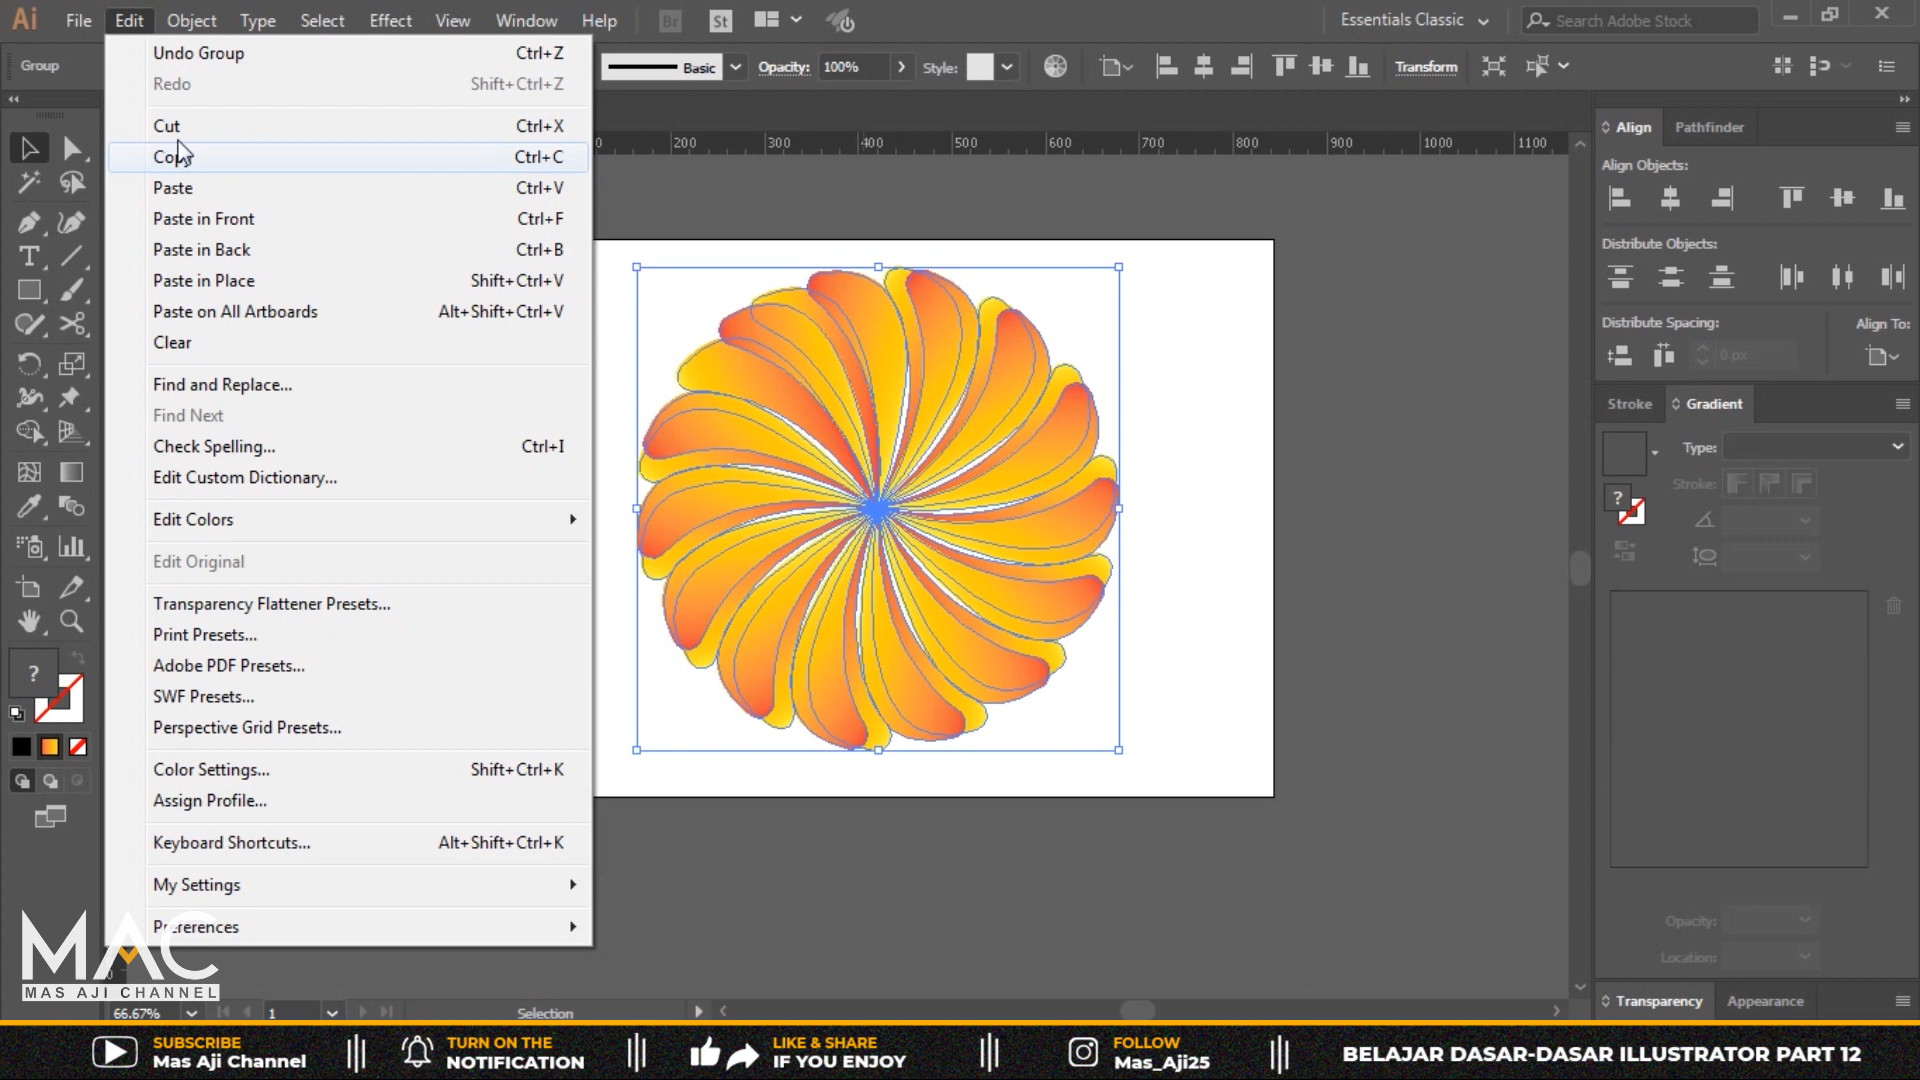 Ai File Edit Object Type Select Effect View Window Help Br St Essentials Classic Search Adobe Stock
Group Basic Opacity: 100% Style: Transform
Undo Group Ctrl+Z
Redo Shift+Ctrl+Z
Cut Ctrl+X
Copy Ctrl+C
Paste Ctrl+V
Paste in Front Ctrl+F
Paste in Back Ctrl+B
Paste in Place Shift+Ctrl+V
Paste on All Artboards Alt+Shift+Ctrl+V
Clear
Find and Replace...
Find Next
Check Spelling... Ctrl+I
Edit Custom Dictionary...
Edit Colors
Edit Original
Transparency Flattener Presets...
Print Presets...
Adobe PDF Presets...
SWF Presets...
Perspective Grid Presets...
Color Settings... Shift+Ctrl+K
Assign Profile...
Keyboard Shortcuts... Alt+Shift+Ctrl+K
My Settings
Preferences
200 300 400 500 600 700 800 900 1000 1100
Align Pathfinder
Align Objects:
Distribute Objects:
Distribute Spacing: Align To:
0 px
Stroke Gradient
Type:
Stroke:
?
?
Opacity:
Location:
Transparency Appearance
MAC
MAS AJI CHANNEL
66.67% 1 Selection
SUBSCRIBE
Mas Aji Channel
TURN ON THE
NOTIFICATION
LIKE & SHARE
IF YOU ENJOY
FOLLOW
Mas_Aji25
BELAJAR DASAR-DASAR ILLUSTRATOR PART 12